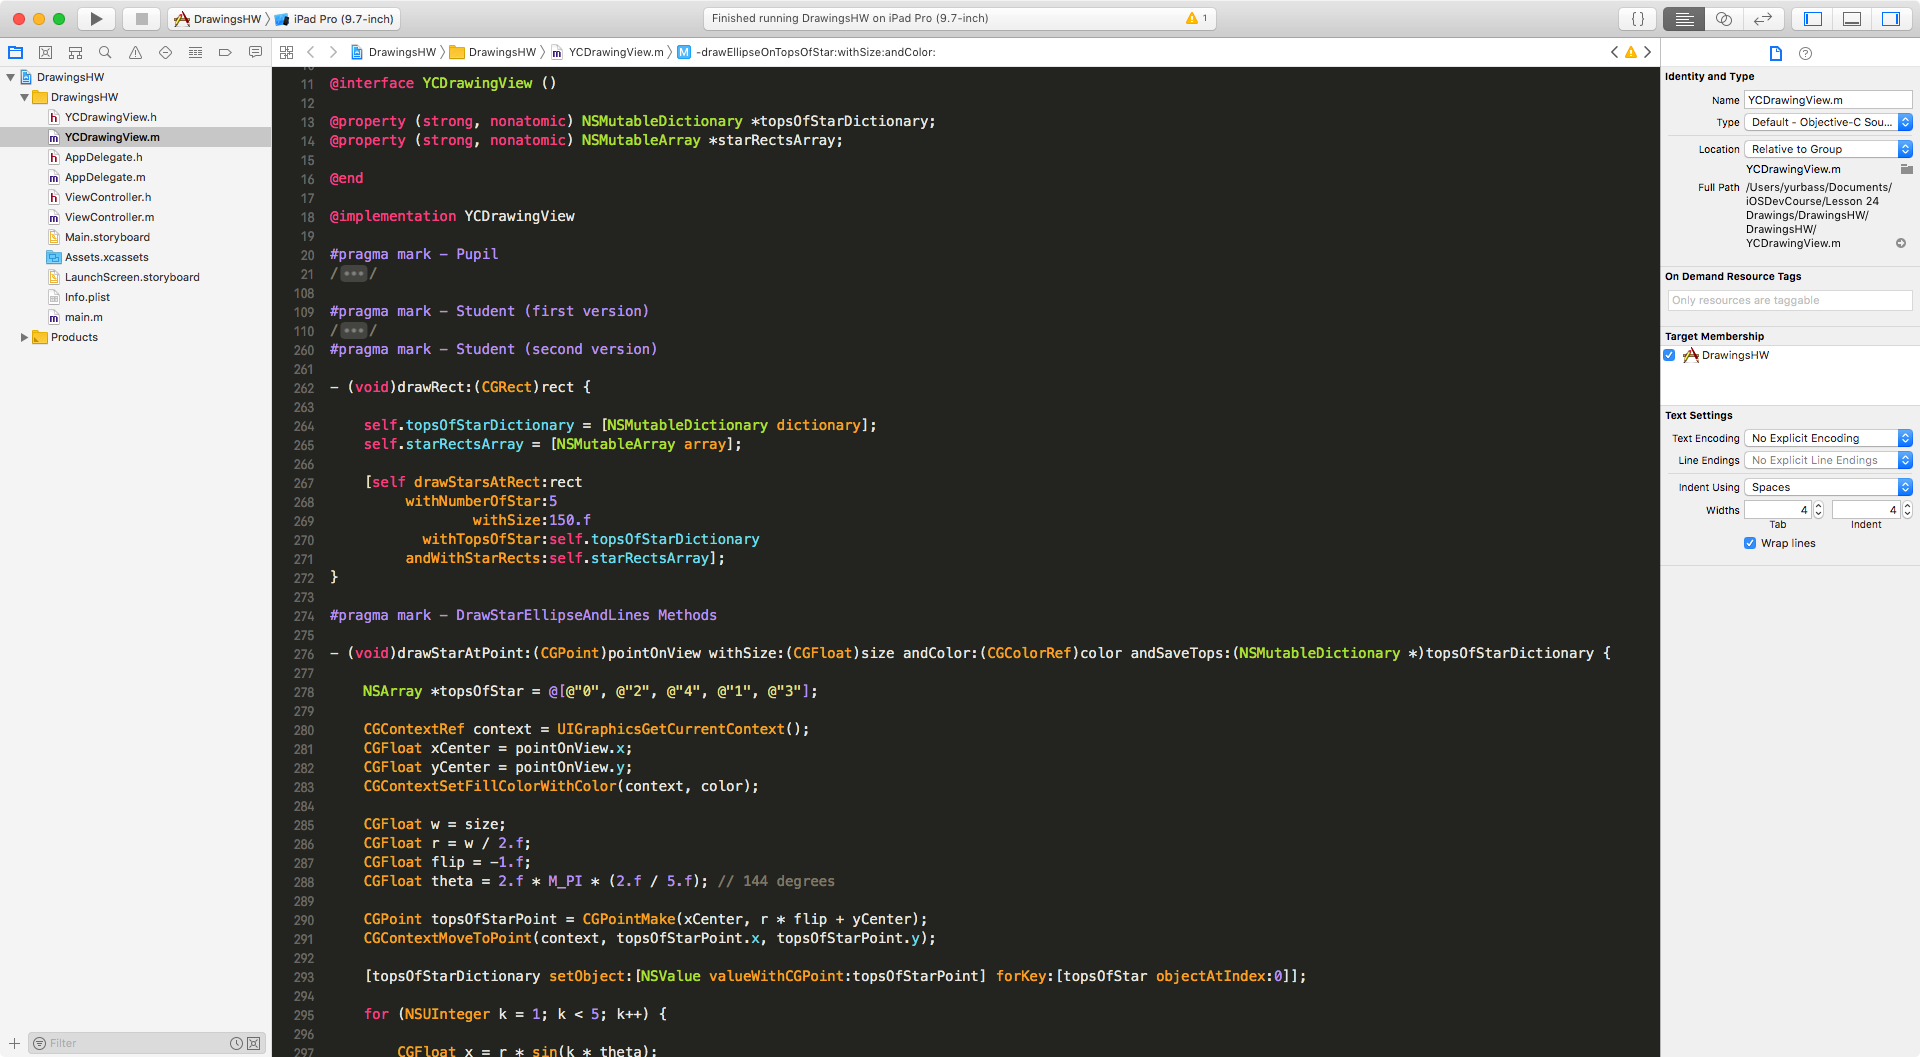 DrawingsHW iPad Pro (9.7-inch)
Finished running DrawingsHW on iPad Pro (9.7-inch) 1
{ }
DrawingsHW DrawingsHW YCDrawingView.m M -drawEllipseOnTopsOfStar:withSize:andColor:
DrawingsHW
DrawingsHW
h YCDrawingView.h
m YCDrawingView.m
h AppDelegate.h
m AppDelegate.m
h ViewController.h
m ViewController.m
Main.storyboard
Assets.xcassets
LaunchScreen.storyboard
Info.plist
m main.m
Products
Filter
11 @interface YCDrawingView ()
12
13 @property (strong, nonatomic) NSMutableDictionary *topsOfStarDictionary;
14 @property (strong, nonatomic) NSMutableArray *starRectsArray;
15
16 @end
17
18 @implementation YCDrawingView
19
20 #pragma mark - Pupil
21 /•••/
108
109 #pragma mark - Student (first version)
110 /•••/
260 #pragma mark - Student (second version)
261
262 - (void)drawRect:(CGRect)rect {
263
264 self.topsOfStarDictionary = [NSMutableDictionary dictionary];
265 self.starRectsArray = [NSMutableArray array];
266
267 [self drawStarsAtRect:rect
268 withNumberOfStar:5
269 withSize:150.f
270 withTopsOfStar:self.topsOfStarDictionary
271 andWithStarRects:self.starRectsArray];
272 }
273
274 #pragma mark - DrawStarEllipseAndLines Methods
275
276 - (void)drawStarAtPoint:(CGPoint)pointOnView withSize:(CGFloat)size andColor:(CGColorRef)color andSaveTops:(NSMutableDictionary *)topsOfStarDictionary {
277
278 NSArray *topsOfStar = @[@"0", @"2", @"4", @"1", @"3"];
279
280 CGContextRef context = UIGraphicsGetCurrentContext();
281 CGFloat xCenter = pointOnView.x;
282 CGFloat yCenter = pointOnView.y;
283 CGContextSetFillColorWithColor(context, color);
284
285 CGFloat w = size;
286 CGFloat r = w / 2.f;
287 CGFloat flip = -1.f;
288 CGFloat theta = 2.f * M_PI * (2.f / 5.f); // 144 degrees
289
290 CGPoint topsOfStarPoint = CGPointMake(xCenter, r * flip + yCenter);
291 CGContextMoveToPoint(context, topsOfStarPoint.x, topsOfStarPoint.y);
292
293 [topsOfStarDictionary setObject:[NSValue valueWithCGPoint:topsOfStarPoint] forKey:[topsOfStar objectAtIndex:0]];
294
295 for (NSUInteger k = 1; k < 5; k++) {
296
297 CGFloat x = r * sin(k * theta);
Identity and Type
Name YCDrawingView.m
Type Default - Objective-C Sou...
Location Relative to Group
YCDrawingView.m
Full Path /Users/yurbass/Documents/
iOSDevCourse/Lesson 24
Drawings/DrawingsHW/
DrawingsHW/
YCDrawingView.m
On Demand Resource Tags
Only resources are taggable
Target Membership
DrawingsHW
Text Settings
Text Encoding No Explicit Encoding
Line Endings No Explicit Line Endings
Indent Using Spaces
Widths 4 4
Tab Indent
Wrap lines